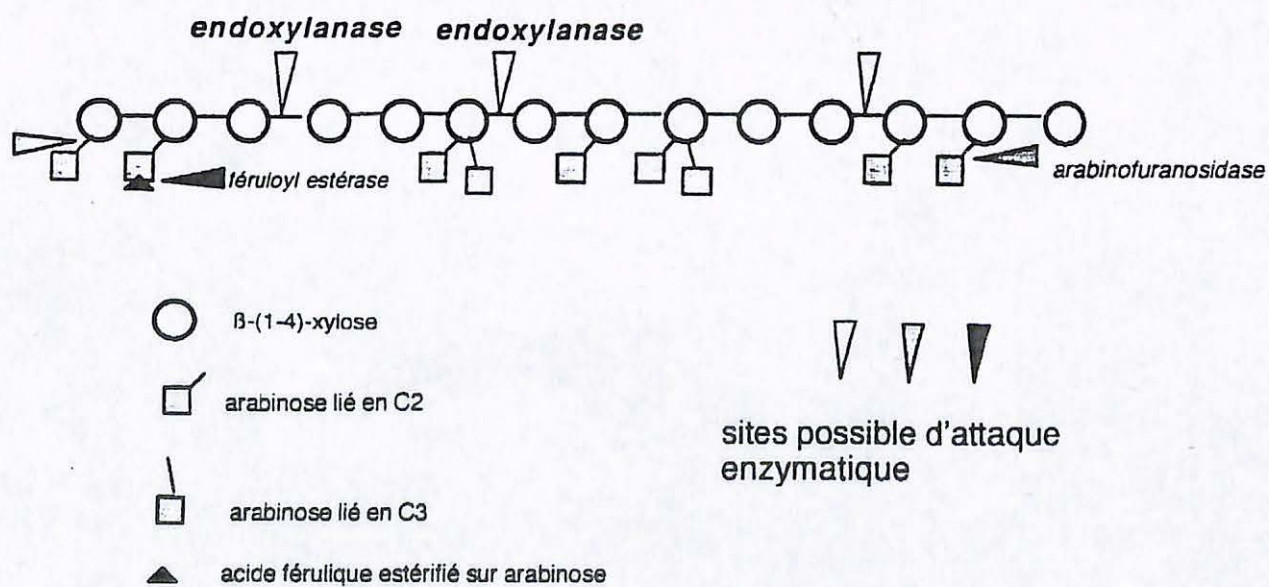 endoxylanase endoxylanase
féruloyl estérase
arabinofuranosidase
ß-(1-4)-xylose
arabinose lié en C2
arabinose lié en C3
acide férulique estérifié sur arabinose
sites possible d'attaque
enzymatique